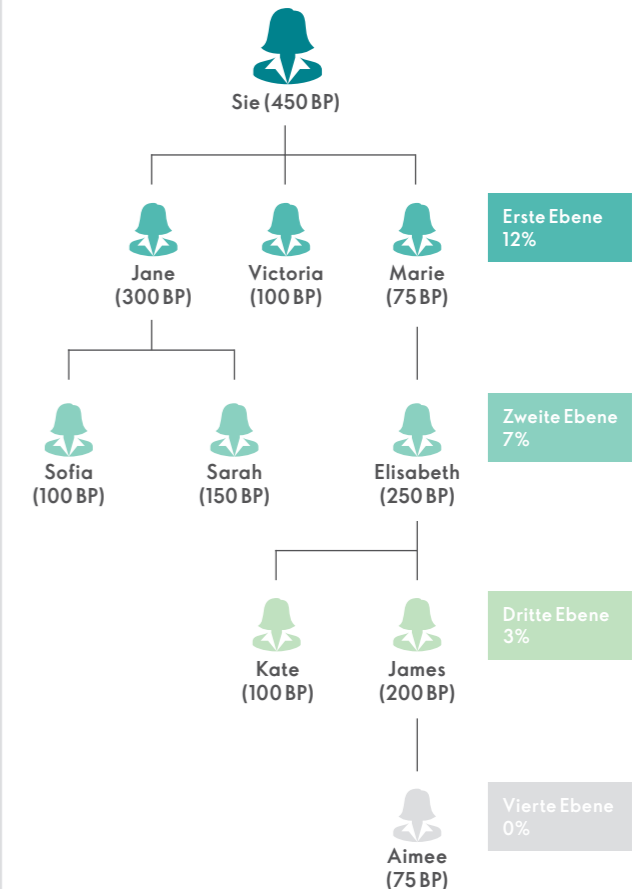 Sie (450 BP)
Erste Ebene
12%
Jane
(300 BP)
Victoria
(100 BP)
Marie
(75 BP)
Zweite Ebene
7%
Sofia
(100 BP)
Sarah
(150 BP)
Elisabeth
(250 BP)
Dritte Ebene
3%
Kate
(100 BP)
James
(200 BP)
Vierte Ebene
0%
Aimee
(75 BP)